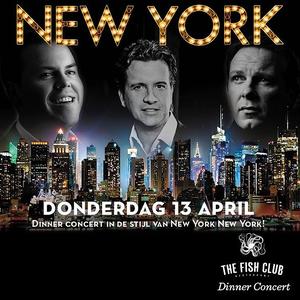 NEW YORK
DONDERDAG 13 APRIL
DINNER CONCERT IN DE STIJL VAN NEW YORK NEW YORK!
THE FISH CLUB
RESTAURANT
Dinner Concert